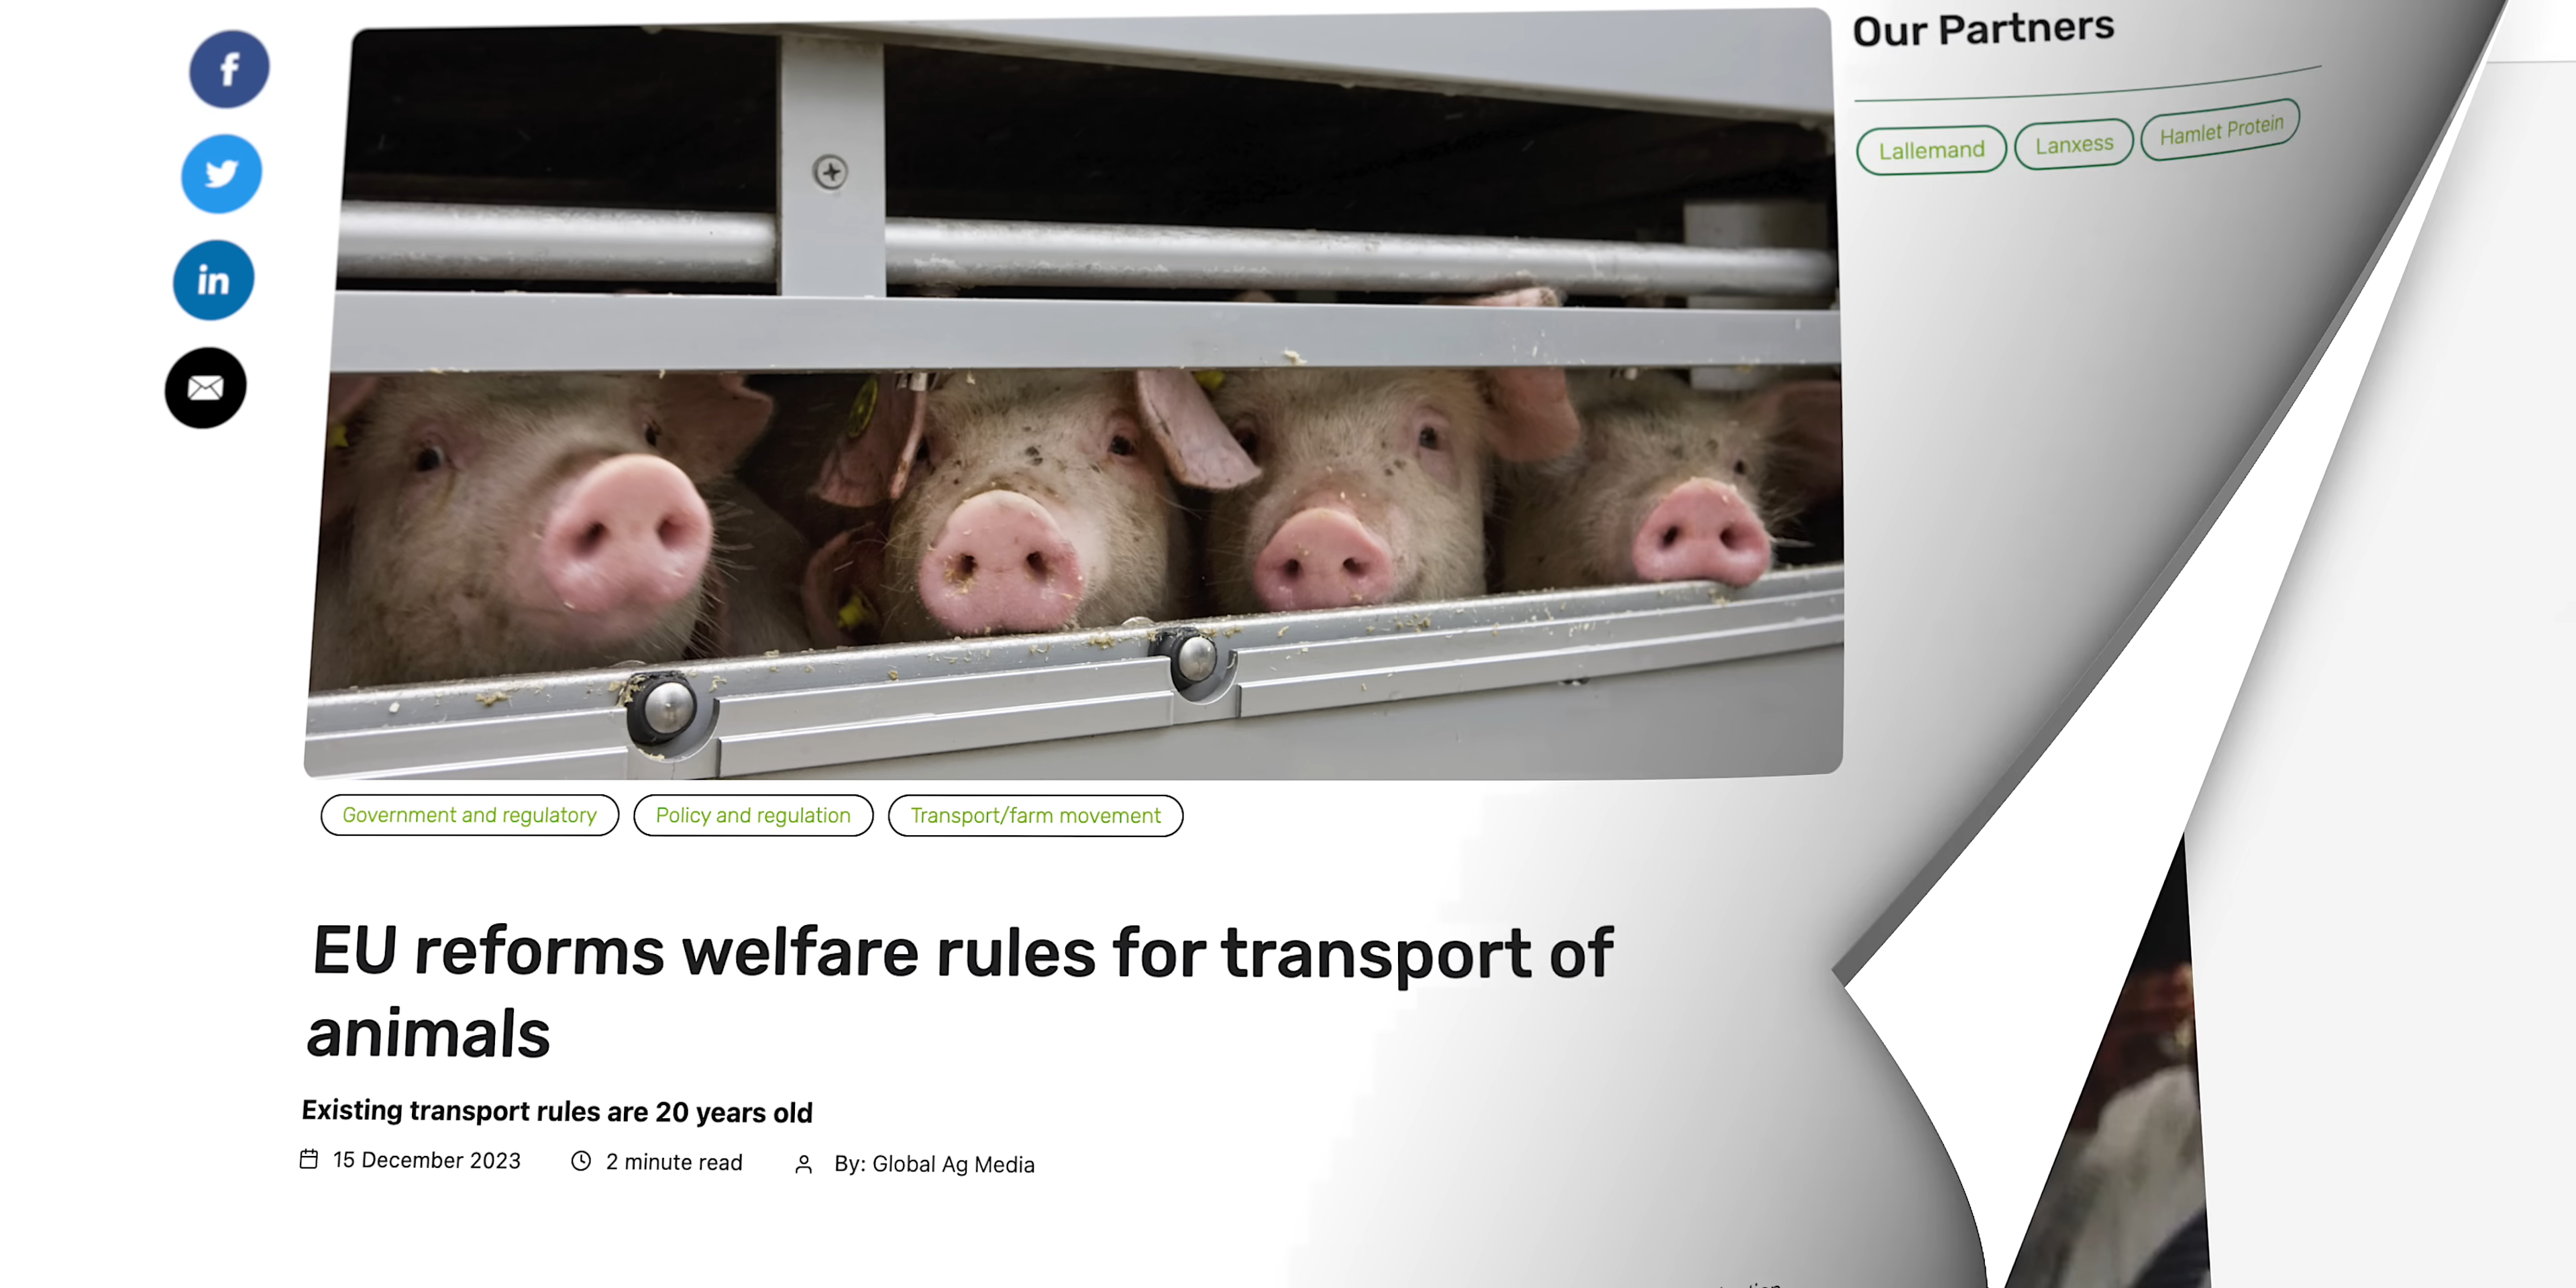 Our Partners
Lallemand Lanxess Hamlet Protein
Government and regulatory Policy and regulation Transport/farm movement
EU reforms welfare rules for transport of
animals
Existing transport rules are 20 years old
15 December 2023 2 minute read By: Global Ag Media